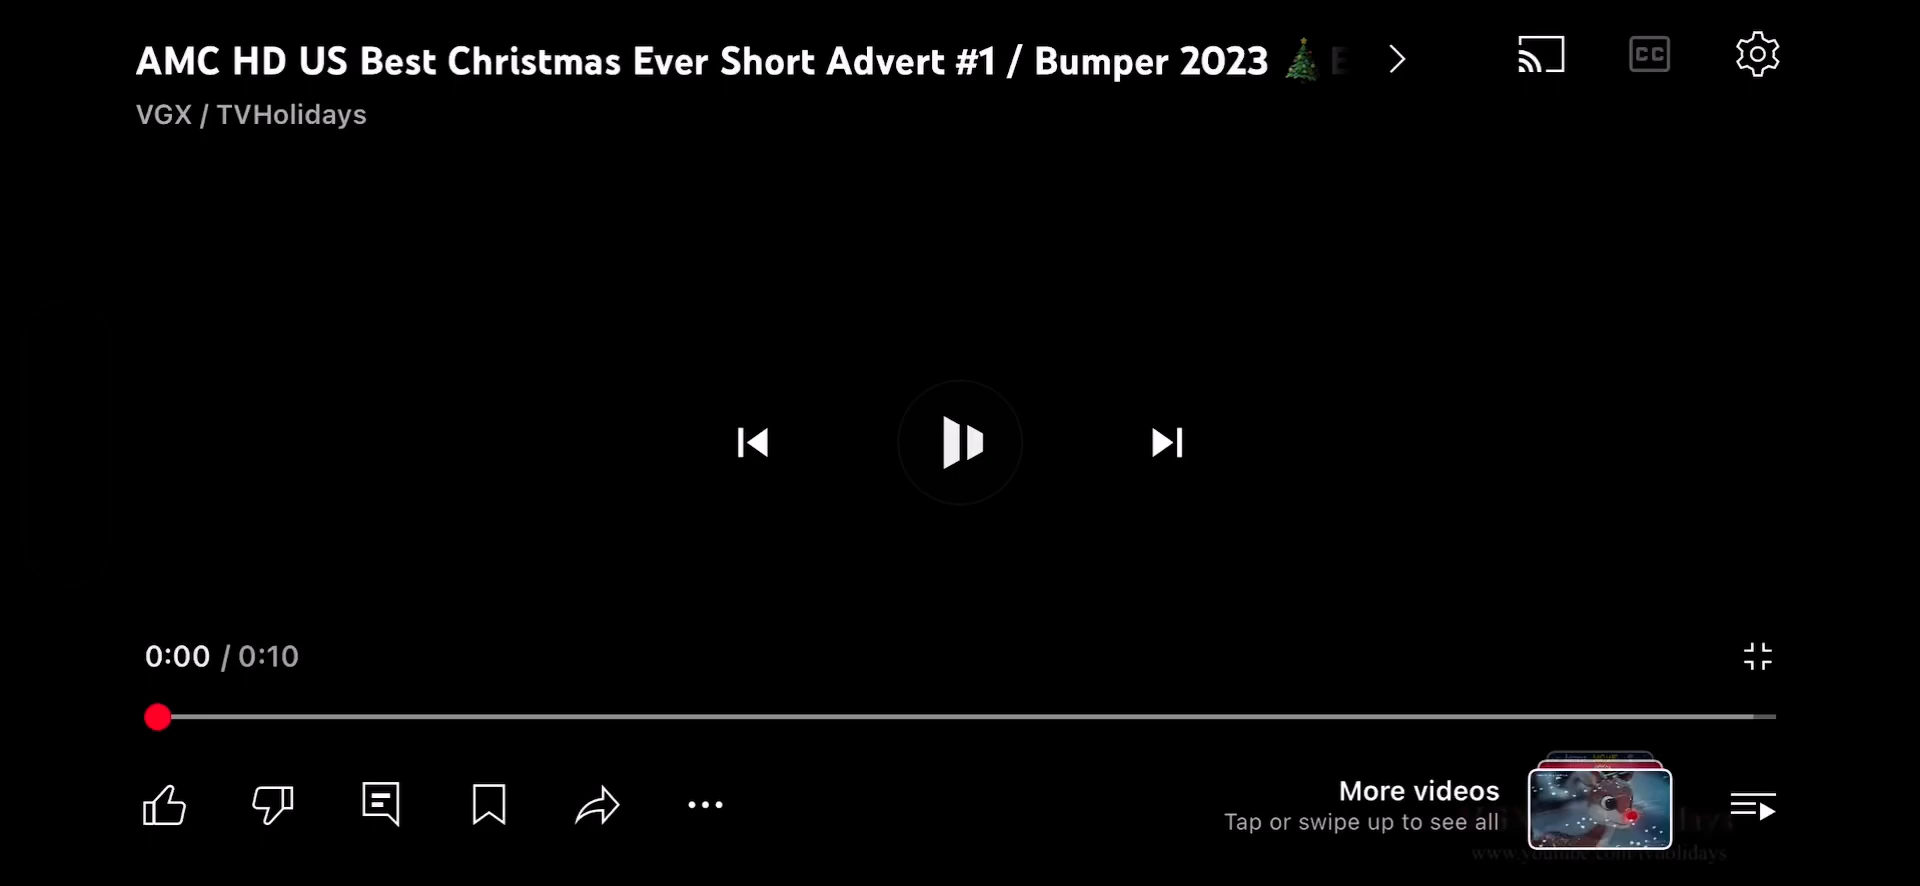 AMC HD US Best Christmas Ever Short Advert #1 / Bumper 2023 🎄 E
CC
VGX / TVHolidays
0:00 / 0:10
More videos
Tap or swipe up to see all